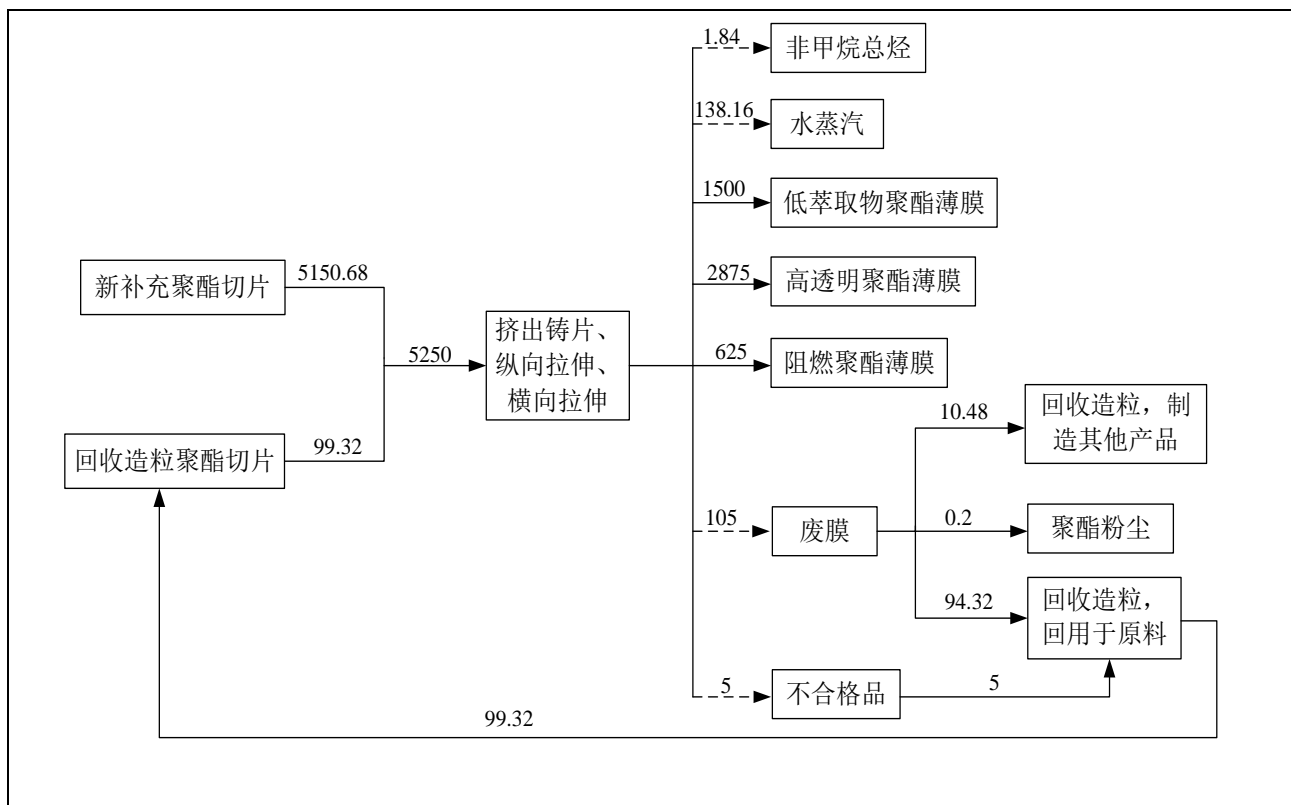 1.84
非甲烷总烃
138.16
水蒸汽
1500
低萃取物聚酯薄膜
新补充聚酯切片
5150.68
2875
高透明聚酯薄膜
5250
挤出铸片、
纵向拉伸、
横向拉伸
625
阻燃聚酯薄膜
回收造粒聚酯切片
99.32
10.48
回收造粒，制
造其他产品
105
废膜
0.2
聚酯粉尘
94.32
回收造粒，
回用于原料
5
不合格品
5
99.32